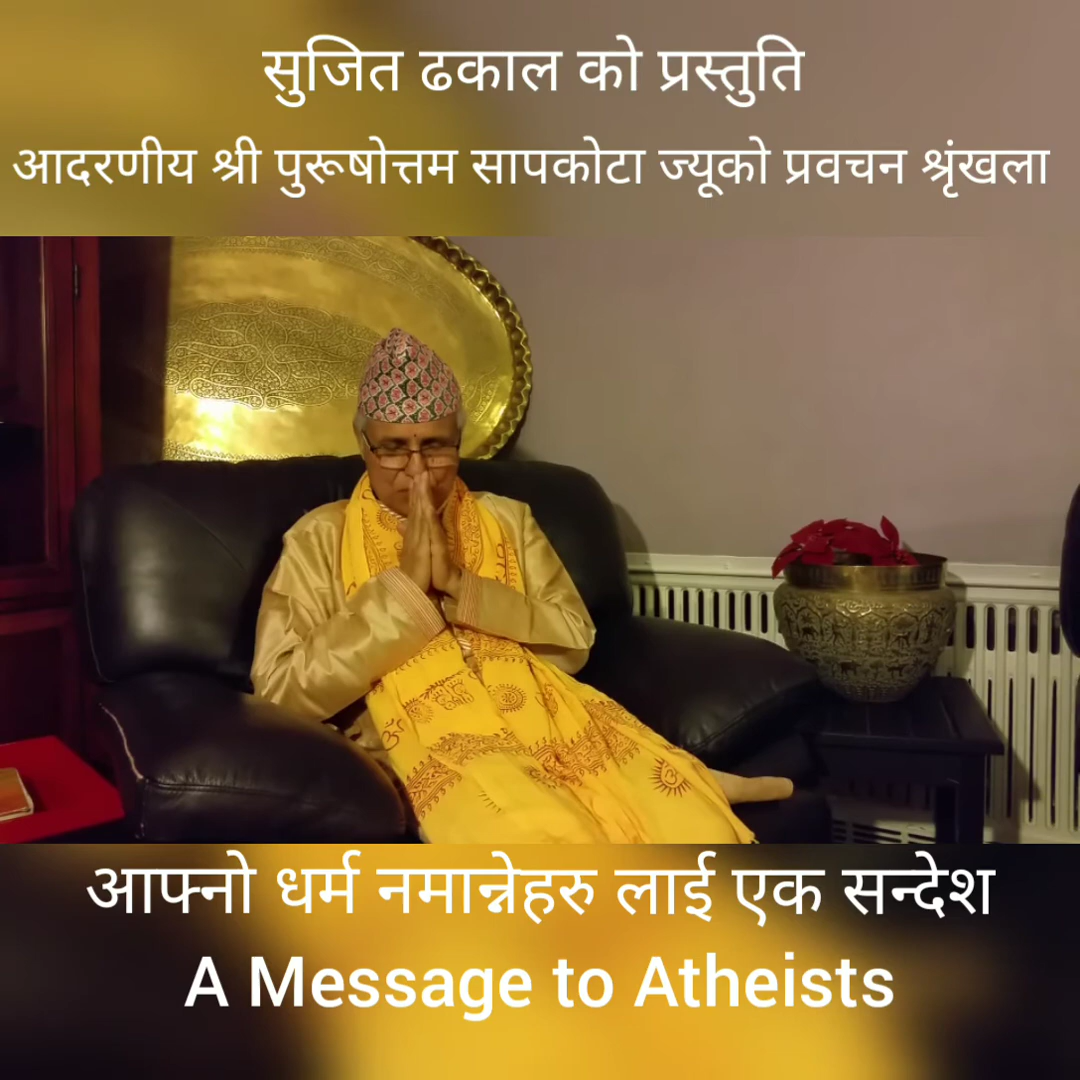 सुजित ढकाल को प्रस्तुति
आदरणीय श्री पुरूषोत्तम सापकोटा ज्यूको प्रवचन श्रृंखला
आफ्नो धर्म नमान्नेहरु लाई एक सन्देश
A Message to Atheists